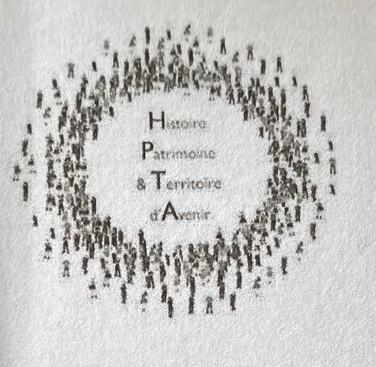 Histoire
Patrimoine
& Territoire
d'Avenir